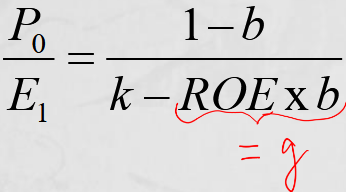 P₀/E₁ = (1 − b)/(k − ROE x b)
= g